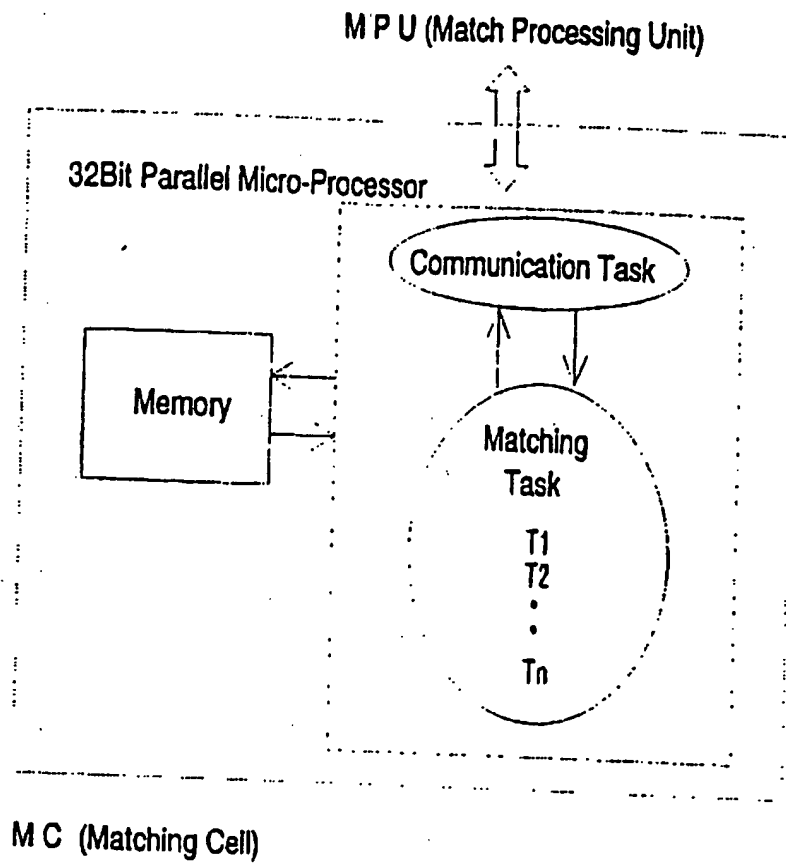 M P U (Match Processing Unit)
32Bit Parallel Micro-Processor
Communication Task
Memory
Matching
Task
T1
T2
•
•
Tn
M C (Matching Cell)